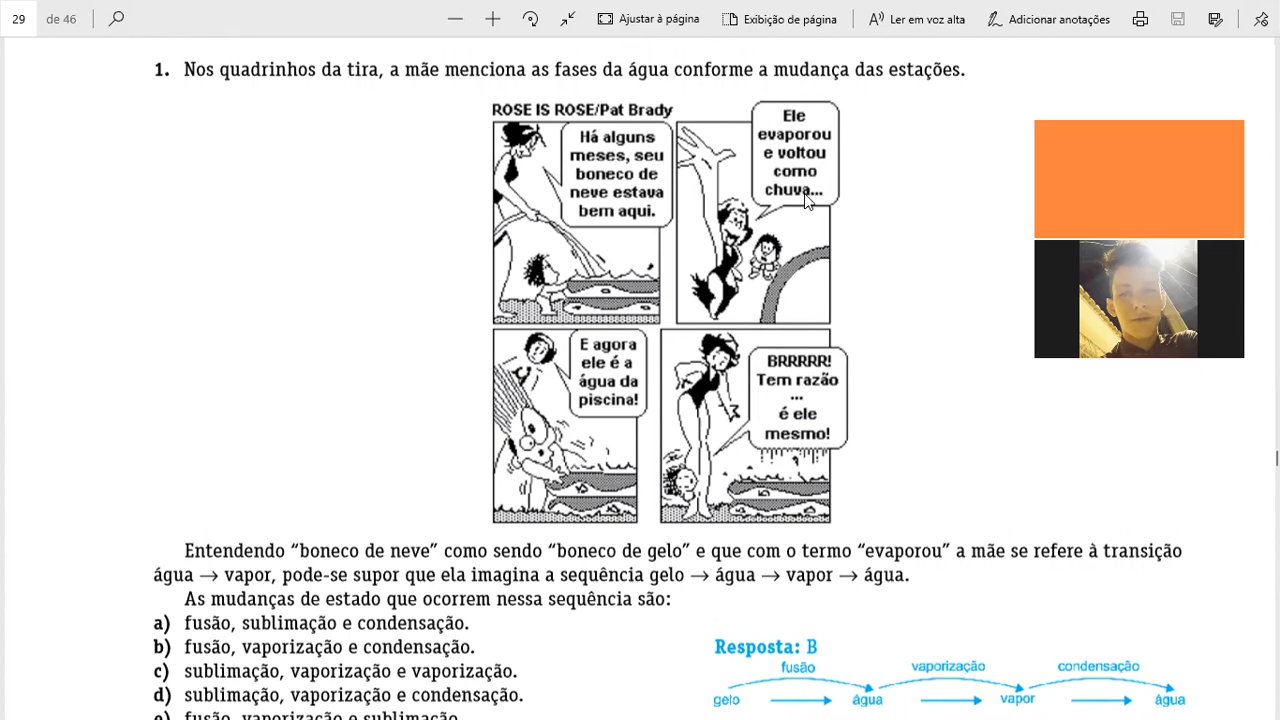 29 de 46 Ajustar à página Exibição de página Ler em voz alta Adicionar anotações
1. Nos quadrinhos da tira, a mãe menciona as fases da água conforme a mudança das estações.
ROSE IS ROSE/Pat Brady
Há alguns
meses, seu
boneco de
neve estava
bem aqui.
Ele
evaporou
e voltou
como
chuva...
E agora
ele é a
água da
piscina!
BRRRRR!
Tem razão
...
é ele
mesmo!
Entendendo “boneco de neve” como sendo “boneco de gelo” e que com o termo “evaporou” a mãe se refere à transição
água → vapor, pode-se supor que ela imagina a sequência gelo → água → vapor → água.
As mudanças de estado que ocorrem nessa sequência são:
a) fusão, sublimação e condensação.
b) fusão, vaporização e condensação.
c) sublimação, vaporização e vaporização.
d) sublimação, vaporização e condensação.
e) fusão, vaporização e sublimação.
Resposta: B
fusão vaporização condensação
gelo água vapor água